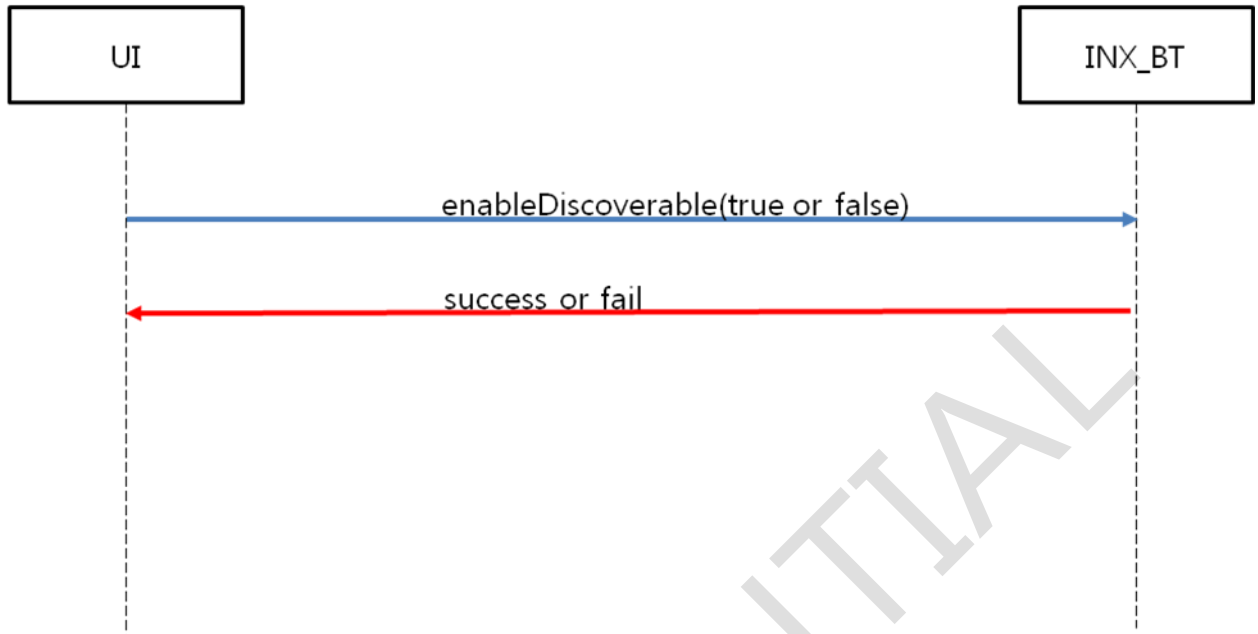 UI
INX_BT
enableDiscoverable(true or false)
success or fail